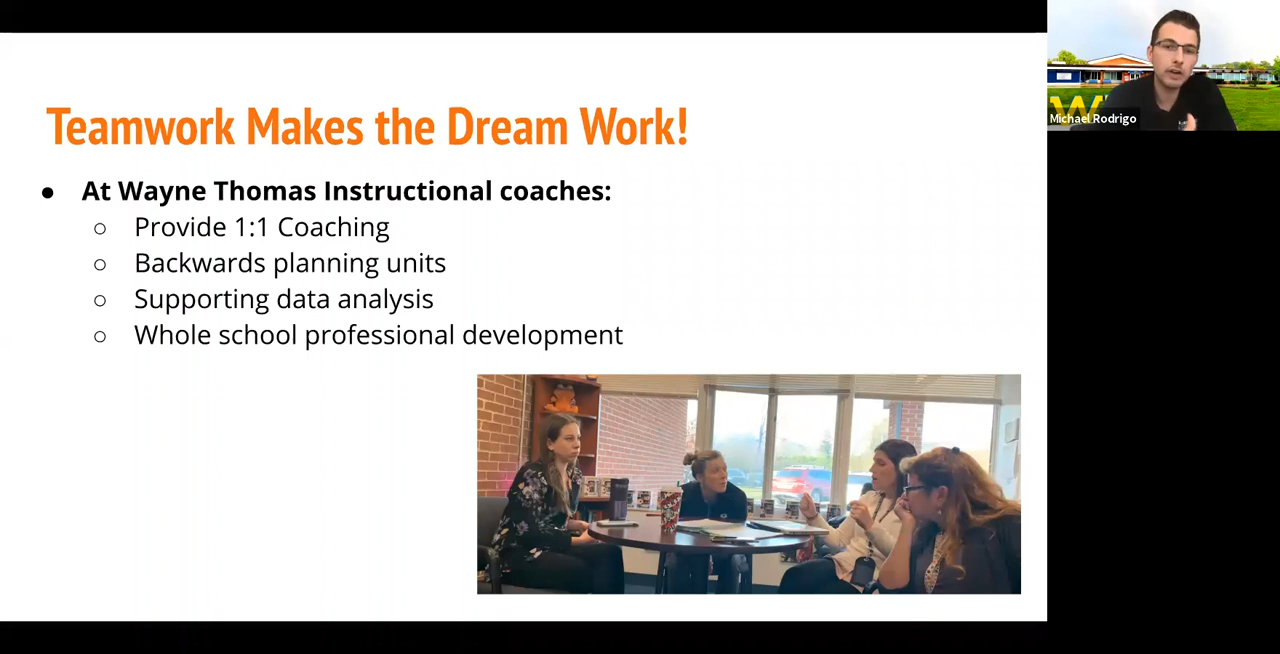 Teamwork Makes the Dream Work!
● At Wayne Thomas Instructional coaches:
○ Provide 1:1 Coaching
○ Backwards planning units
○ Supporting data analysis
○ Whole school professional development
Michael Rodrigo